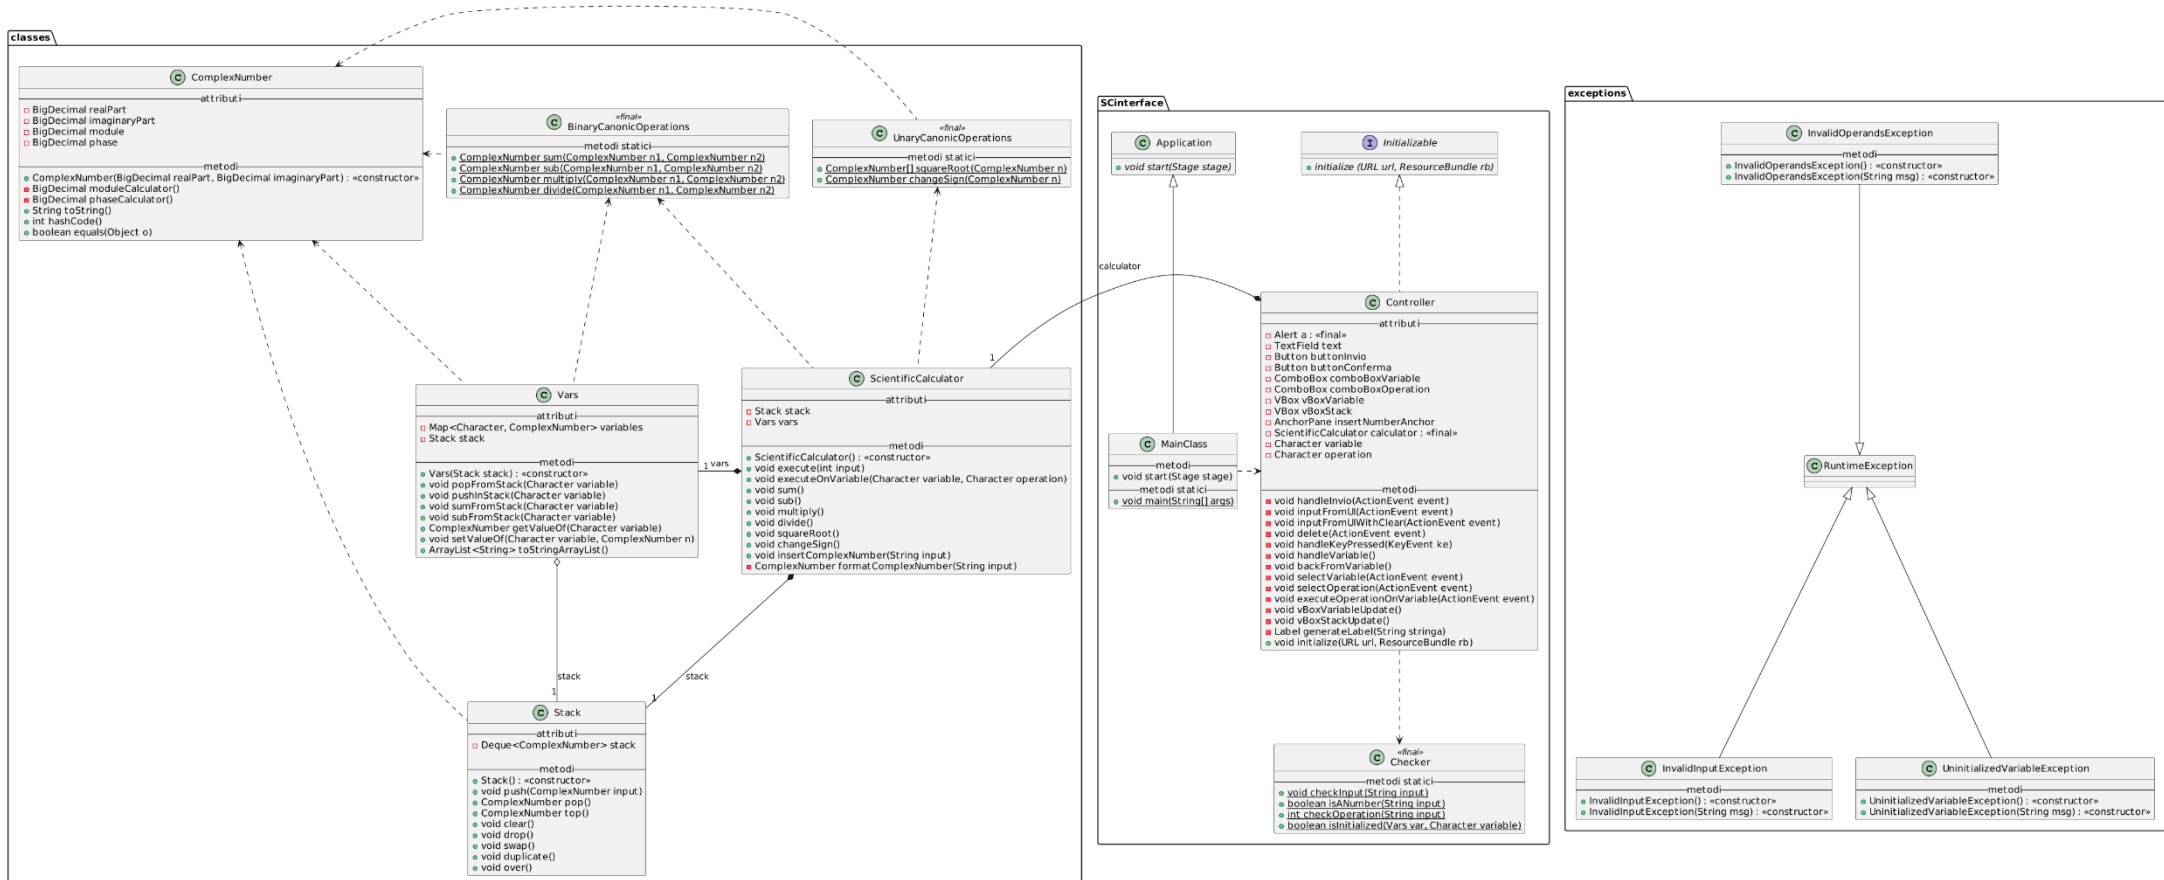 classes
C ComplexNumber
attributi
BigDecimal realPart
BigDecimal imaginaryPart
BigDecimal module
BigDecimal phase
metodi
ComplexNumber(BigDecimal realPart, BigDecimal imaginaryPart) : «constructor»
BigDecimal moduleCalculator()
BigDecimal phaseCalculator()
String toString()
int hashCode()
boolean equals(Object o)
«final»
C BinaryCanonicOperations
metodi statici
ComplexNumber sum(ComplexNumber n1, ComplexNumber n2)
ComplexNumber sub(ComplexNumber n1, ComplexNumber n2)
ComplexNumber multiply(ComplexNumber n1, ComplexNumber n2)
ComplexNumber divide(ComplexNumber n1, ComplexNumber n2)
«final»
C UnaryCanonicOperations
metodi statici
ComplexNumber[] squareRoot(ComplexNumber n)
ComplexNumber changeSign(ComplexNumber n)
C Vars
attributi
Map<Character, ComplexNumber> variables
Stack stack
metodi
Vars(Stack stack) : «constructor»
void popFromStack(Character variable)
void pushInStack(Character variable)
void sumFromStack(Character variable)
void subFromStack(Character variable)
ComplexNumber getValueOf(Character variable)
void setValueOf(Character variable, ComplexNumber n)
ArrayList<String> toStringArrayList()
1 vars
C ScientificCalculator
attributi
Stack stack
Vars vars
metodi
ScientificCalculator() : «constructor»
void execute(int input)
void executeOnVariable(Character variable, Character operation)
void sum()
void sub()
void multiply()
void divide()
void squareRoot()
void changeSign()
void insertComplexNumber(String input)
ComplexNumber formatComplexNumber(String input)
stack
1
stack
1
C Stack
attributi
Deque<ComplexNumber> stack
metodi
Stack() : «constructor»
void push(ComplexNumber input)
ComplexNumber pop()
ComplexNumber top()
void clear()
void drop()
void swap()
void duplicate()
void over()
SCinterface
C Application
void start(Stage stage)
I Initializable
initialize (URL url, ResourceBundle rb)
calculator
1
C MainClass
metodi
void start(Stage stage)
metodi statici
void main(String[] args)
C Controller
attributi
Alert a : «final»
TextField text
Button buttonInvio
Button buttonConferma
ComboBox comboBoxVariable
ComboBox comboBoxOperation
VBox vBoxVariable
VBox vBoxStack
AnchorPane insertNumberAnchor
ScientificCalculator calculator : «final»
Character variable
Character operation
metodi
void handleInvio(ActionEvent event)
void inputFromUI(ActionEvent event)
void inputFromUIWithClear(ActionEvent event)
void delete(ActionEvent event)
void handleKeyPressed(KeyEvent ke)
void handleVariable()
void backFromVariable()
void selectVariable(ActionEvent event)
void selectOperation(ActionEvent event)
void executeOperationOnVariable(ActionEvent event)
void vBoxVariableUpdate()
void vBoxStackUpdate()
Label generateLabel(String stringa)
void initialize(URL url, ResourceBundle rb)
«final»
C Checker
metodi statici
void checkInput(String input)
boolean isANumber(String input)
int checkOperation(String input)
boolean isInitialized(Vars var, Character variable)
exceptions
C InvalidOperandsException
metodi
InvalidOperandsException() : «constructor»
InvalidOperandsException(String msg) : «constructor»
C RuntimeException
C InvalidInputException
metodi
InvalidInputException() : «constructor»
InvalidInputException(String msg) : «constructor»
C UninitializedVariableException
metodi
UninitializedVariableException() : «constructor»
UninitializedVariableException(String msg) : «constructor»